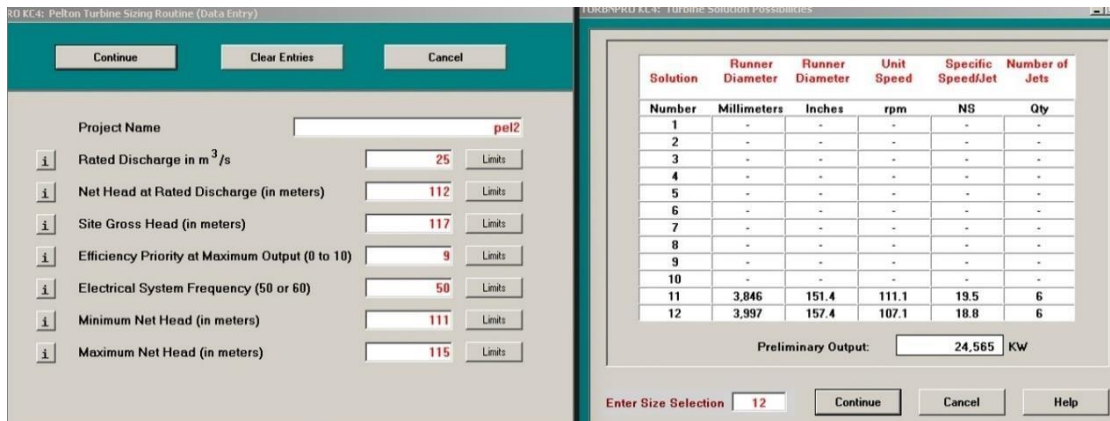 RO KC4: Pelton Turbine Sizing Routine (Data Entry)
Continue Clear Entries Cancel
Project Name pel2
i Rated Discharge in m3/s 25 Limits
i Net Head at Rated Discharge (in meters) 112 Limits
i Site Gross Head (in meters) 117 Limits
i Efficiency Priority at Maximum Output (0 to 10) 9 Limits
i Electrical System Frequency (50 or 60) 50 Limits
i Minimum Net Head (in meters) 111 Limits
i Maximum Net Head (in meters) 115 Limits
TURBNPRO KC4: Turbine Solution Possibilities
Solution Runner Diameter Runner Diameter Unit Speed Specific Speed/Jet Number of Jets
Number Millimeters Inches rpm NS Qty
1 - - - - -
2 - - - - -
3 - - - - -
4 - - - - -
5 - - - - -
6 - - - - -
7 - - - - -
8 - - - - -
9 - - - - -
10 - - - - -
11 3,846 151.4 111.1 19.5 6
12 3,997 157.4 107.1 18.8 6
Preliminary Output: 24,565 KW
Enter Size Selection 12 Continue Cancel Help